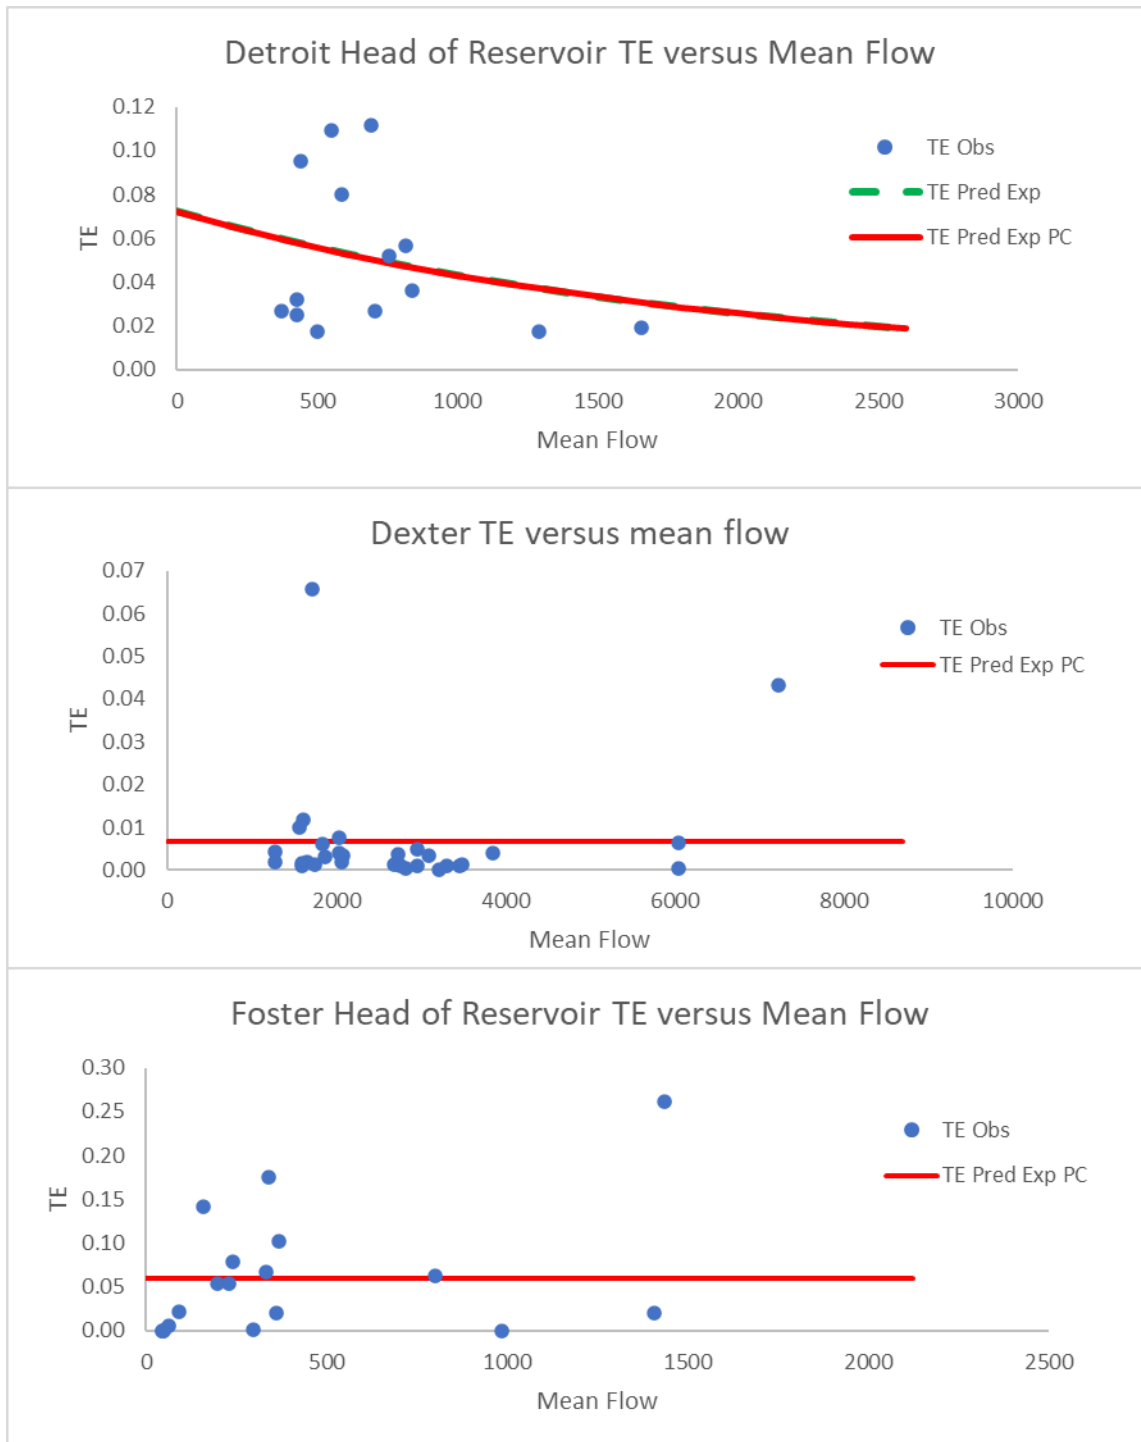 Detroit Head of Reservoir TE versus Mean Flow
0.12
0.10
0.08
0.06
0.04
0.02
0.00
TE
TE Obs
TE Pred Exp
TE Pred Exp PC
0 500 1000 1500 2000 2500 3000
Mean Flow
Dexter TE versus mean flow
0.07
0.06
0.05
0.04
0.03
0.02
0.01
0.00
TE
TE Obs
TE Pred Exp PC
0 2000 4000 6000 8000 10000
Mean Flow
Foster Head of Reservoir TE versus Mean Flow
0.30
0.25
0.20
0.15
0.10
0.05
0.00
TE
TE Obs
TE Pred Exp PC
0 500 1000 1500 2000 2500
Mean Flow